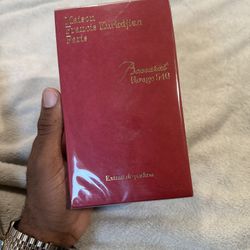 Maison
Francis Kurkdjian
Paris
Baccarat
Rouge 540
Extrait de parfum